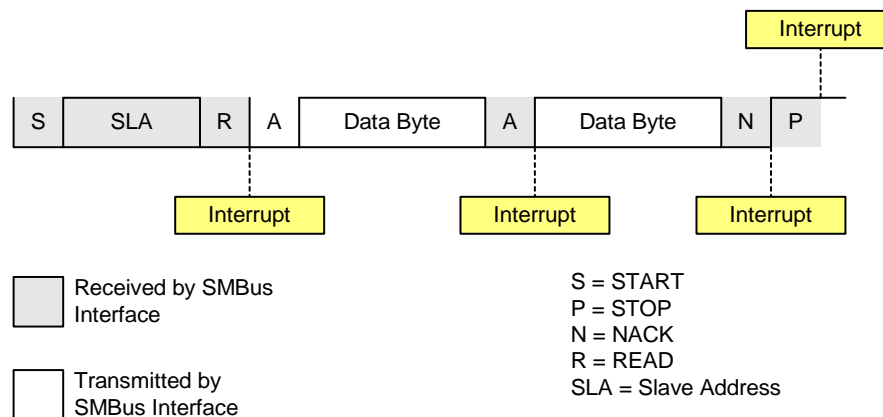 Interrupt
S SLA R A Data Byte A Data Byte N P
Interrupt Interrupt Interrupt
Received by SMBus
Interface
Transmitted by
SMBus Interface
S = START
P = STOP
N = NACK
R = READ
SLA = Slave Address